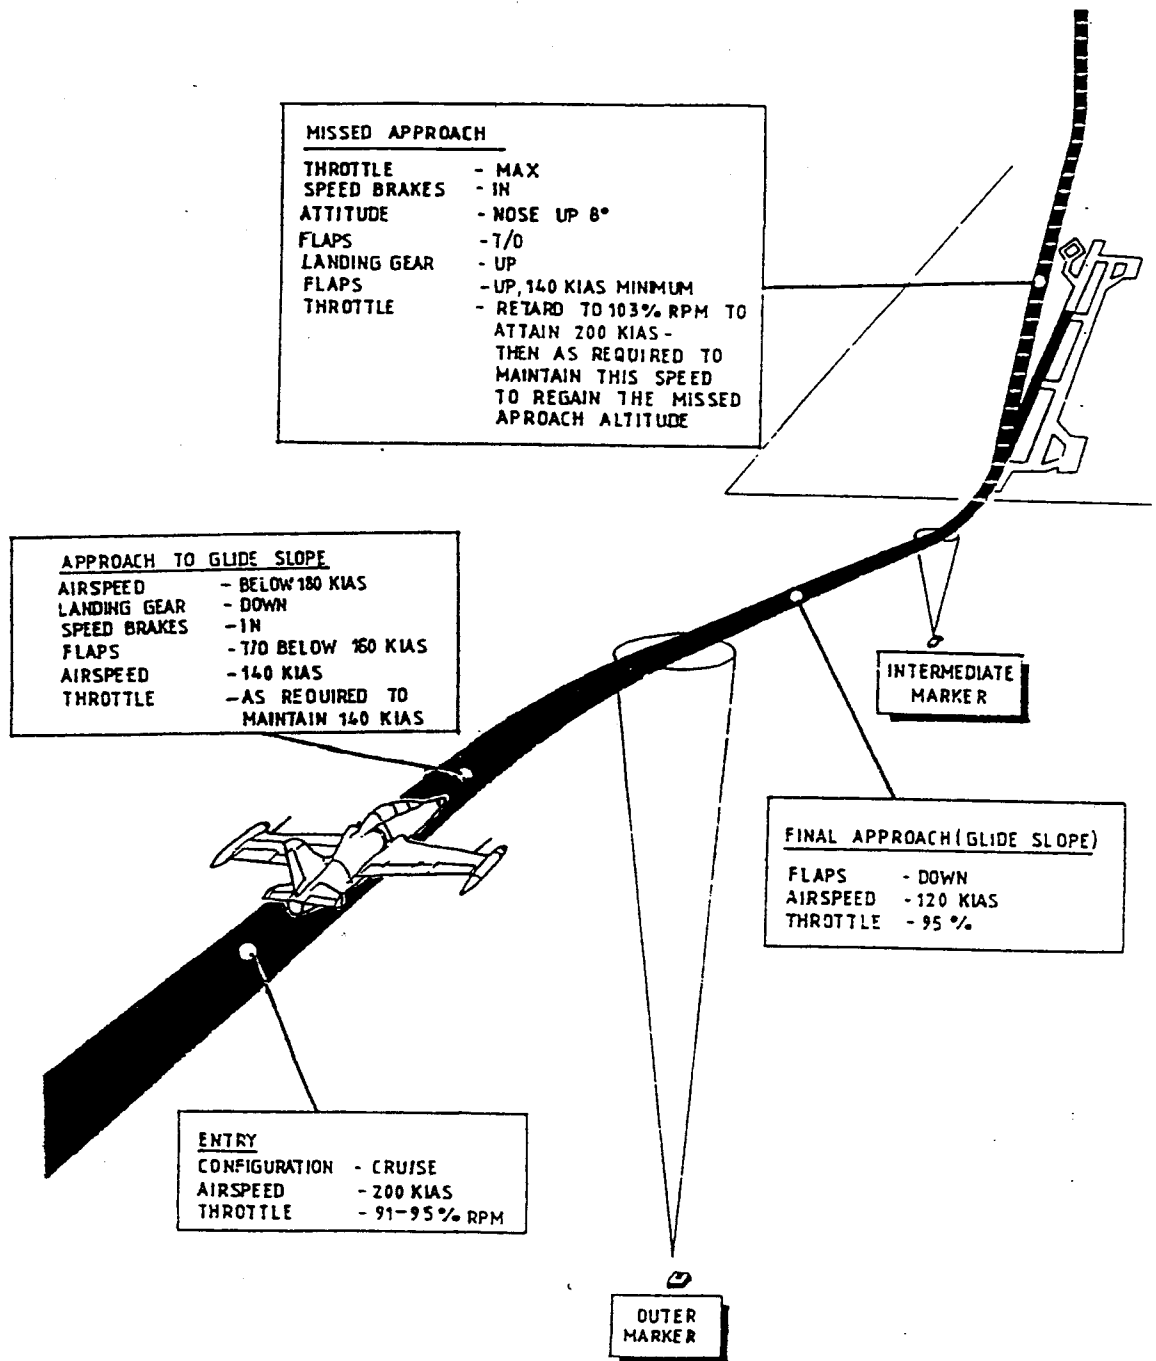 MISSED APPROACH
THROTTLE - MAX
SPEED BRAKES - IN
ATTITUDE - NOSE UP 8°
FLAPS - T/O
LANDING GEAR - UP
FLAPS - UP, 140 KIAS MINIMUM
THROTTLE - RETARD TO 103% RPM TO
ATTAIN 200 KIAS -
THEN AS REQUIRED TO
MAINTAIN THIS SPEED
TO REGAIN THE MISSED
APROACH ALTITUDE
APPROACH TO GLIDE SLOPE
AIRSPEED - BELOW 180 KIAS
LANDING GEAR - DOWN
SPEED BRAKES - IN
FLAPS - T/O BELOW 160 KIAS
AIRSPEED - 140 KIAS
THROTTLE - AS REQUIRED TO
MAINTAIN 140 KIAS
INTERMEDIATE
MARKER
FINAL APPROACH (GLIDE SLOPE)
FLAPS - DOWN
AIRSPEED - 120 KIAS
THROTTLE - 95 %
ENTRY
CONFIGURATION - CRUISE
AIRSPEED - 200 KIAS
THROTTLE - 91-95% RPM
OUTER
MARKER